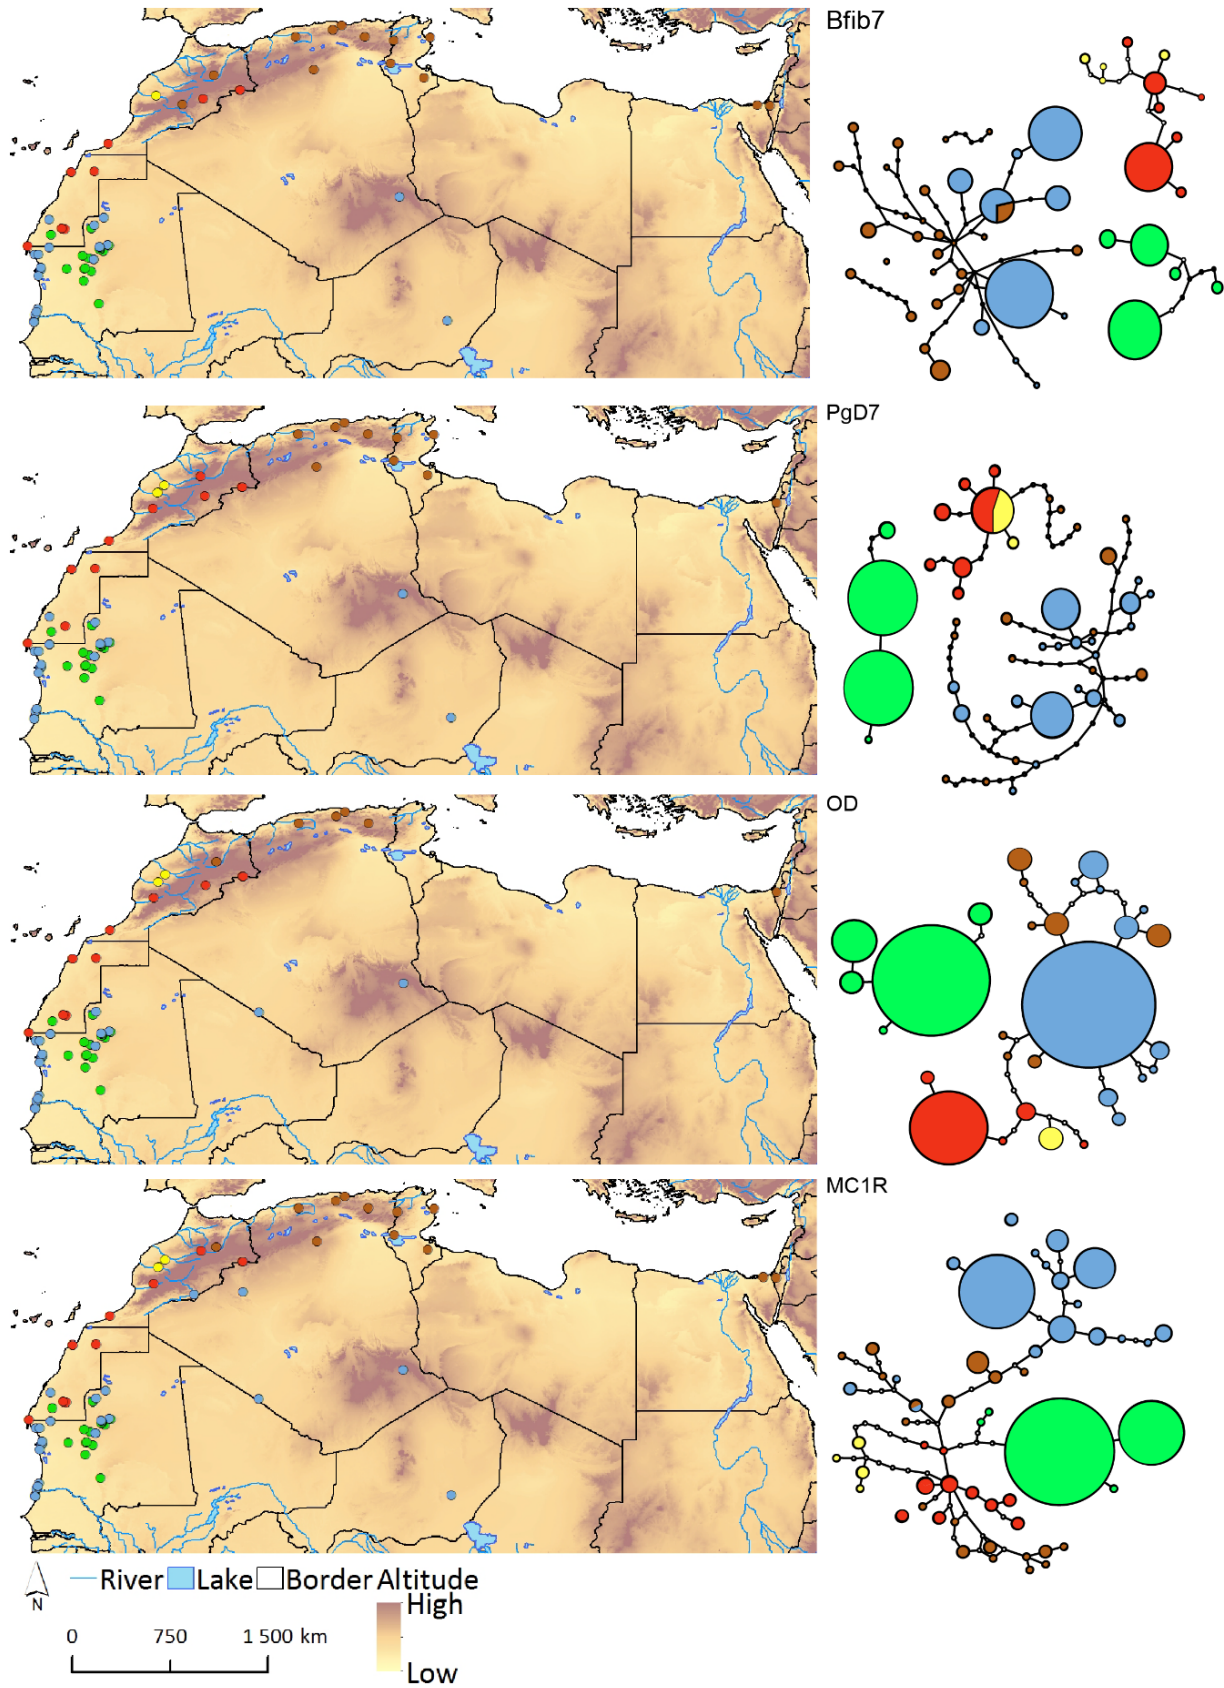 Bfib7
PgD7
OD
MC1R
River Lake Border Altitude
High
Low
N
0 750 1 500 km